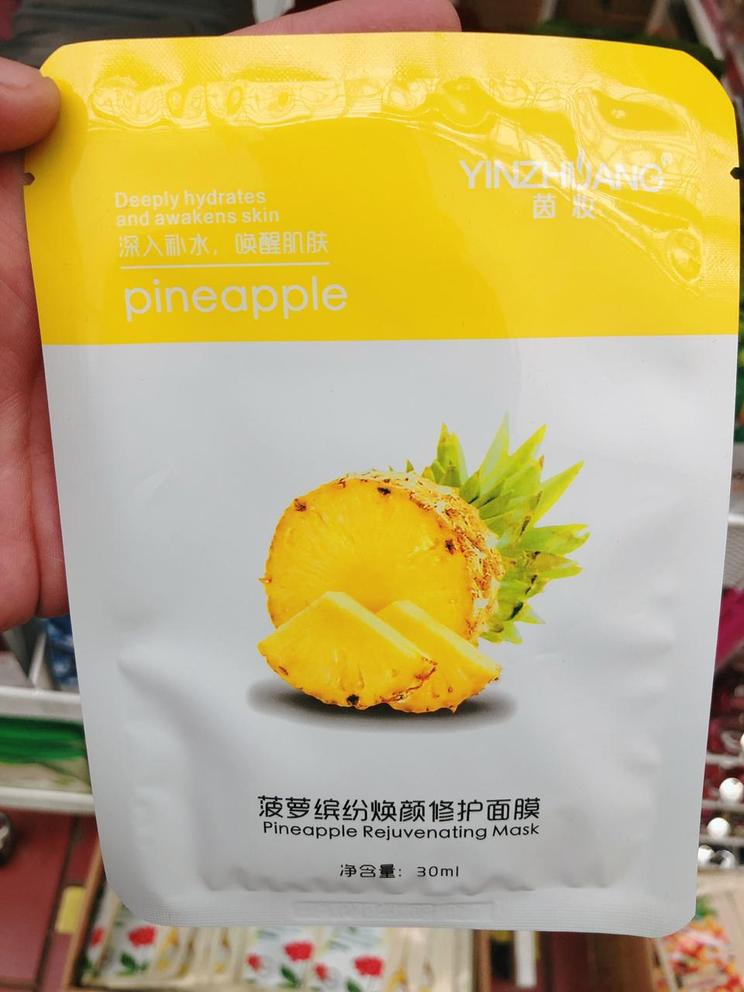 YINZHUANG®
茵妆
Deeply hydrates
and awakens skin
深入补水，唤醒肌肤
pineapple
菠萝缤纷焕颜修护面膜
Pineapple Rejuvenating Mask
净含量：30ml